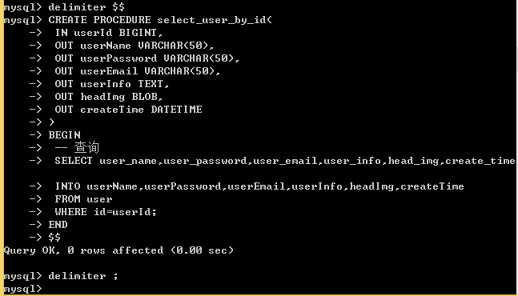 mysql> delimiter $$
mysql> CREATE PROCEDURE select_user_by_id(
    -> IN userId BIGINT,
    -> OUT userName VARCHAR(50),
    -> OUT userPassword VARCHAR(50),
    -> OUT userEmail VARCHAR(50),
    -> OUT userInfo TEXT,
    -> OUT headImg BLOB,
    -> OUT createTime DATETIME
    -> )
    -> BEGIN
    -> -- 查询
    -> SELECT user_name,user_password,user_email,user_info,head_img,create_time
    -> INTO userName,userPassword,userEmail,userInfo,headImg,createTime
    -> FROM user
    -> WHERE id=userId;
    -> END
    -> $$
Query OK, 0 rows affected (0.00 sec)
mysql> delimiter ;
mysql>